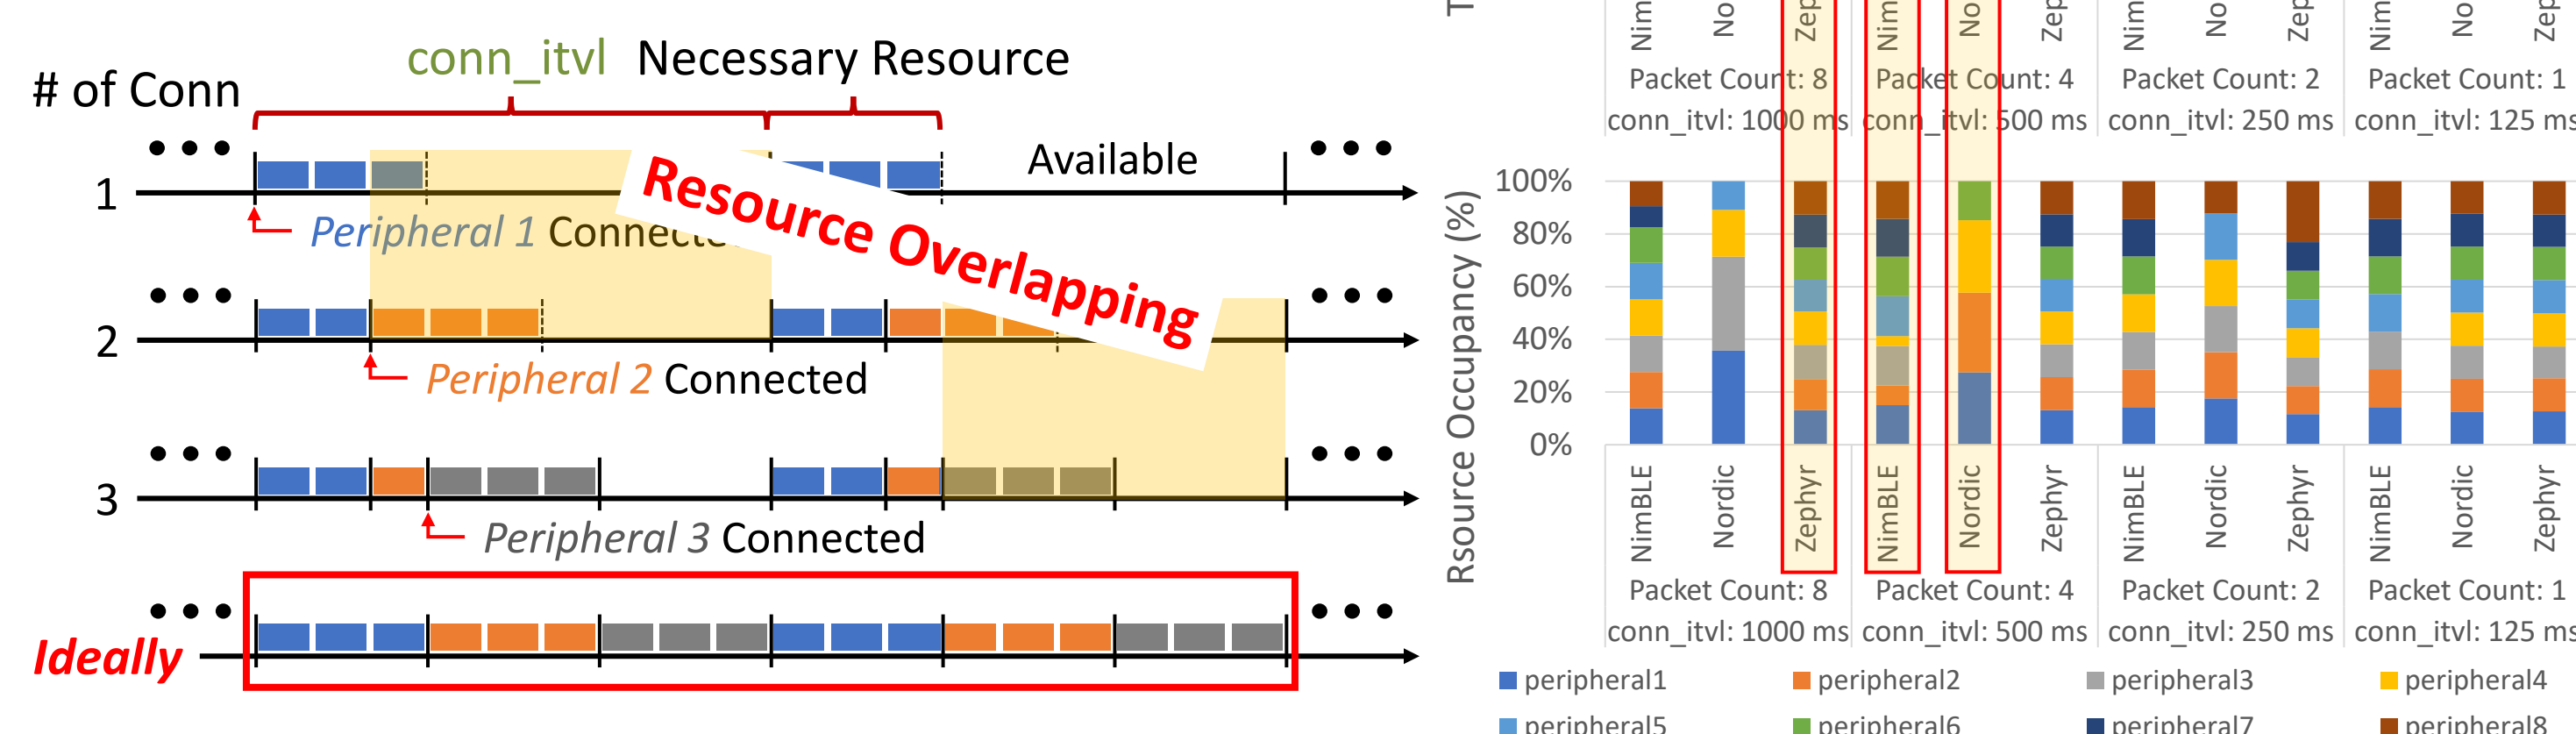 conn_itvl Necessary Resource
# of Conn
Available
1
Peripheral 1
Resource Overlapping
2
Peripheral 2 Connected
3
Peripheral 3 Connected
Ideally
Packet Count: 8 Packet Count: 4 Packet Count: 2 Packet Count: 1
conn_itvl: 1000 ms conn_itvl: 500 ms conn_itvl: 250 ms conn_itvl: 125 ms
Rsource Occupancy (%)
100%
80%
60%
40%
20%
0%
NimBLE Nordic Zephyr NimBLE Nordic Zephyr NimBLE Nordic Zephyr NimBLE Nordic Zephyr
Packet Count: 8 Packet Count: 4 Packet Count: 2 Packet Count: 1
conn_itvl: 1000 ms conn_itvl: 500 ms conn_itvl: 250 ms conn_itvl: 125 ms
peripheral1 peripheral2 peripheral3 peripheral4
peripheral5 peripheral6 peripheral7 peripheral8